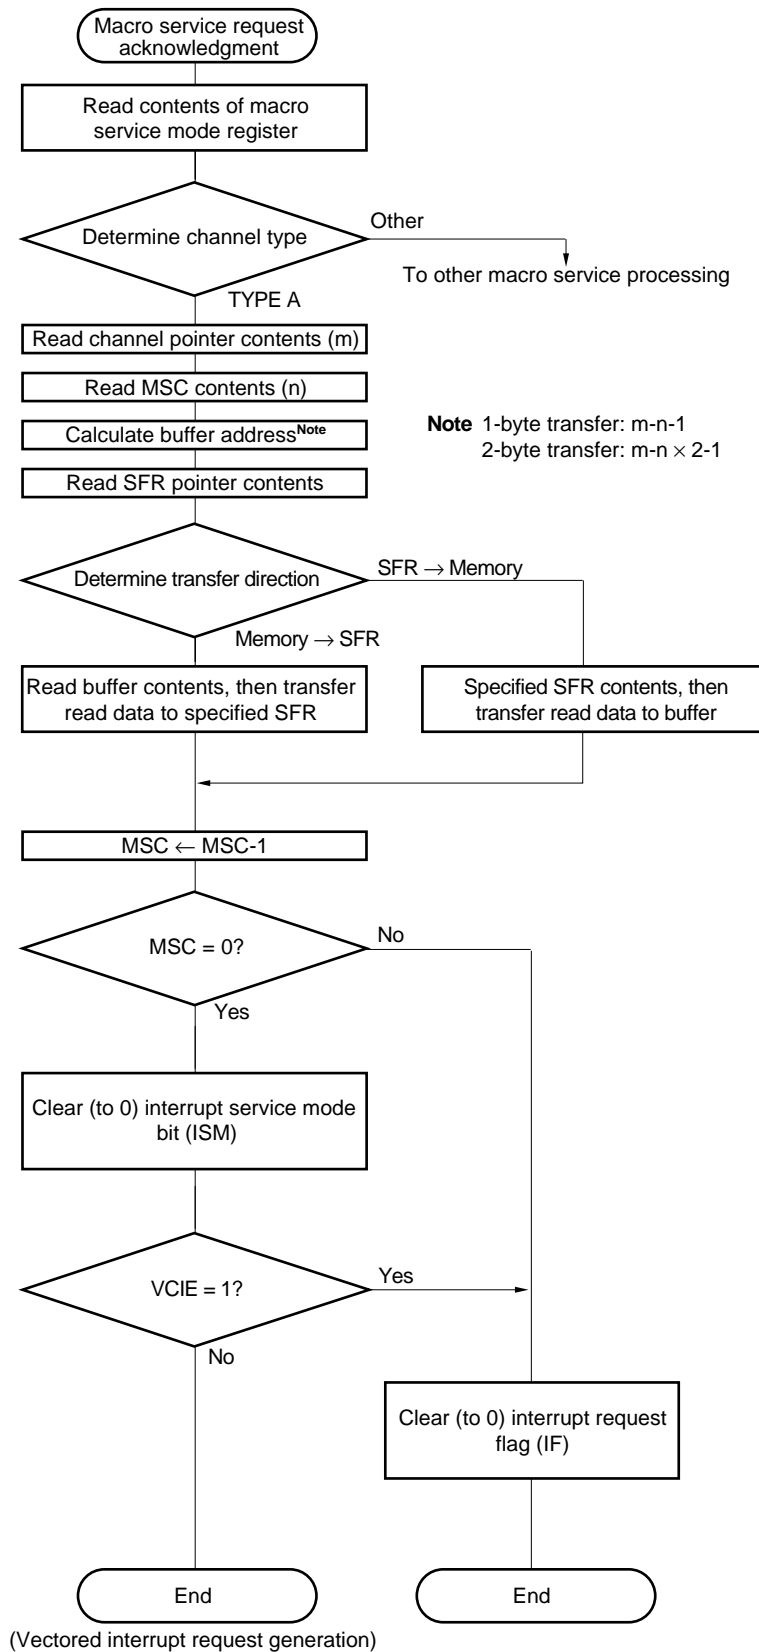 Macro service request
acknowledgment
Read contents of macro
service mode register
Determine channel type
Other
To other macro service processing
TYPE A
Read channel pointer contents (m)
Read MSC contents (n)
Calculate buffer addressNote
Note 1-byte transfer: m-n-1
2-byte transfer: m-n × 2-1
Read SFR pointer contents
Determine transfer direction
SFR → Memory
Memory → SFR
Read buffer contents, then transfer
read data to specified SFR
Specified SFR contents, then
transfer read data to buffer
MSC ← MSC-1
MSC = 0?
No
Yes
Clear (to 0) interrupt service mode
bit (ISM)
VCIE = 1?
Yes
No
Clear (to 0) interrupt request
flag (IF)
End
End
(Vectored interrupt request generation)